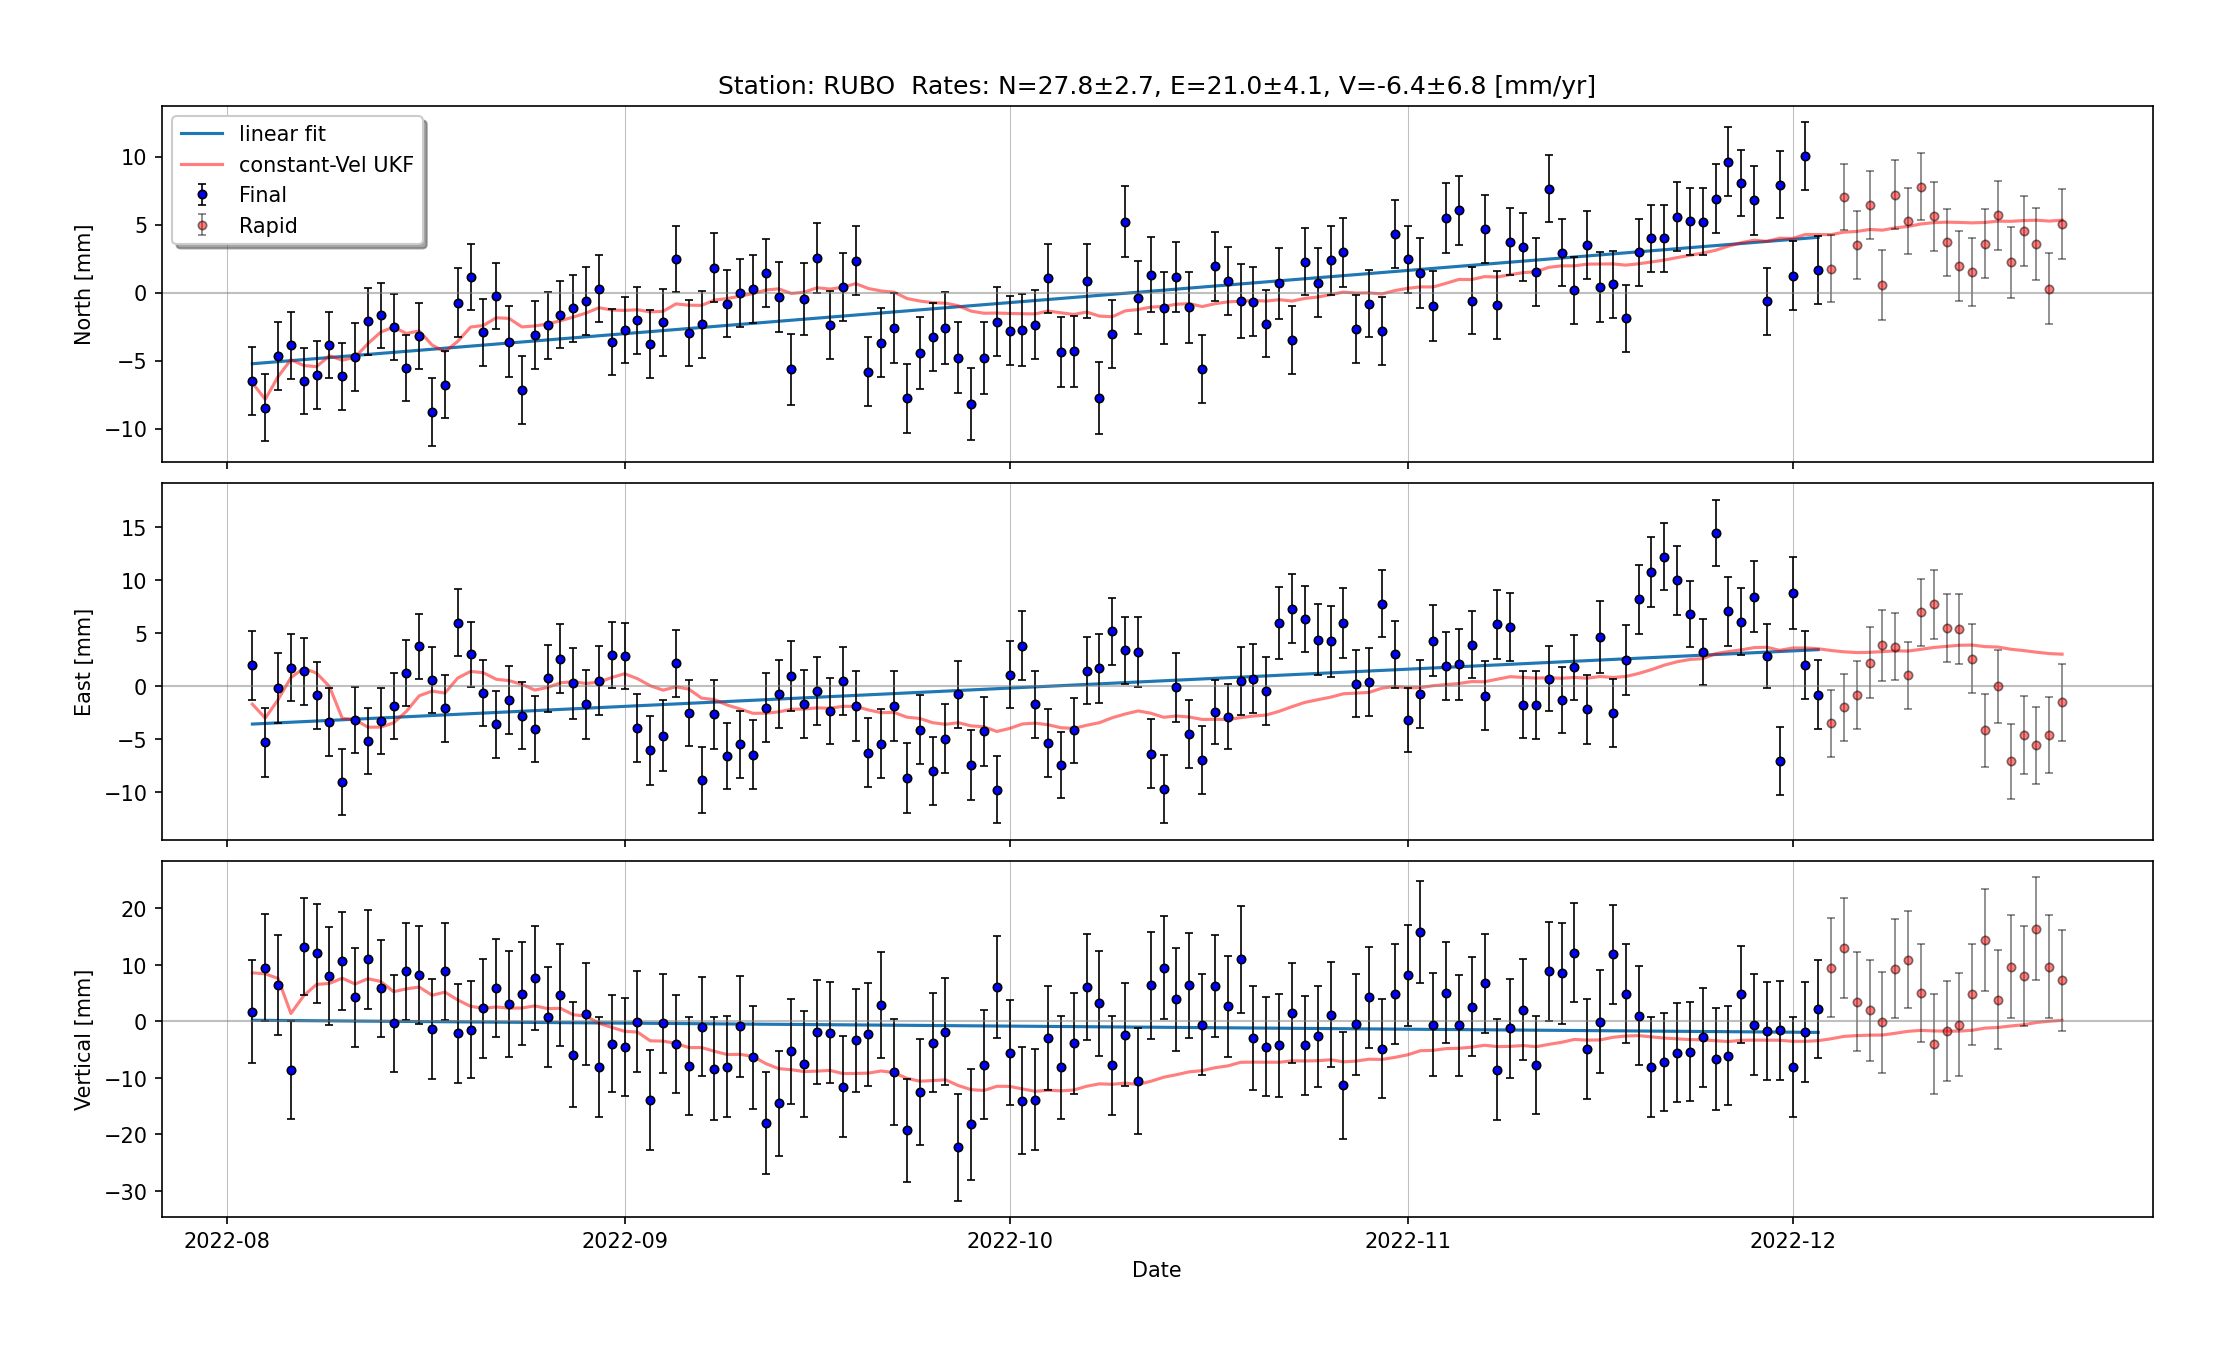 Station: RUBO  Rates: N=27.8±2.7, E=21.0±4.1, V=-6.4±6.8 [mm/yr]
linear fit
constant-Vel UKF
Final
Rapid
North [mm]
10
5
0
−5
−10
East [mm]
15
10
5
0
−5
−10
Vertical [mm]
20
10
0
−10
−20
−30
2022-08 2022-09 2022-10 2022-11 2022-12
Date